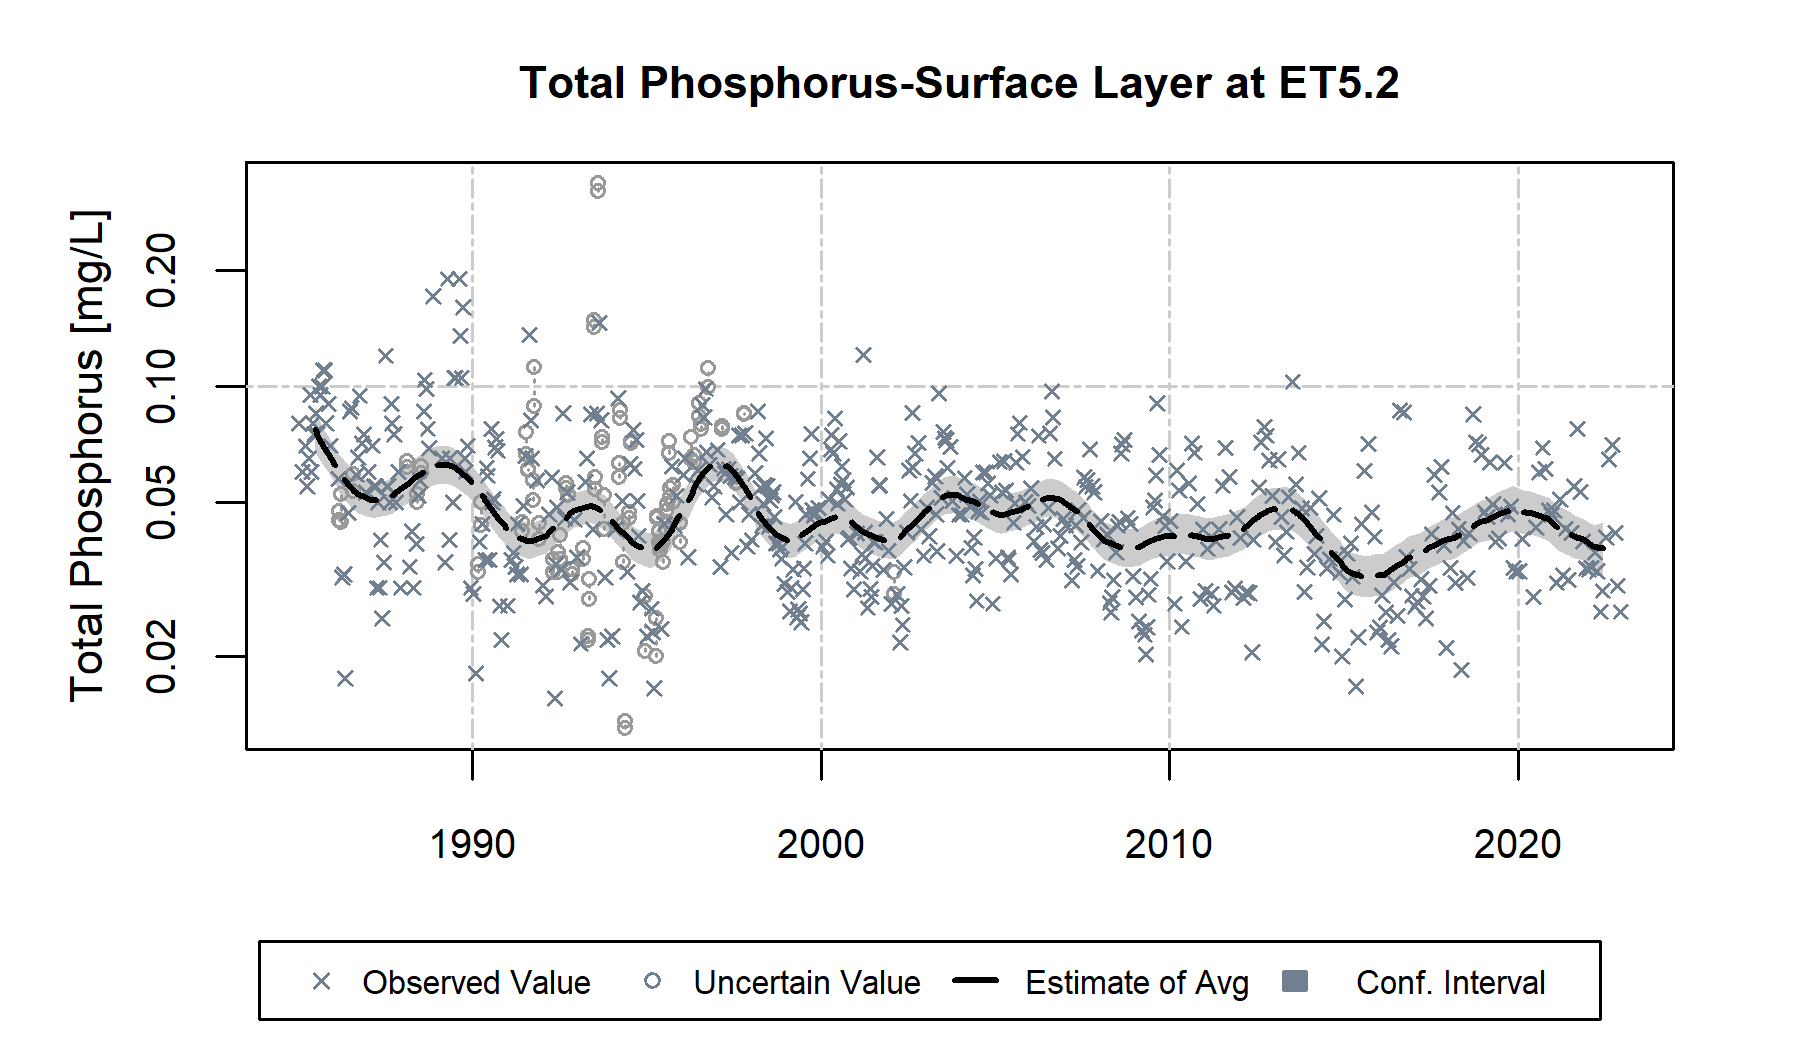 Total Phosphorus-Surface Layer at ET5.2
Total Phosphorus [mg/L]
0.20
0.10
0.05
0.02
1990 2000 2010 2020
Observed Value Uncertain Value Estimate of Avg Conf. Interval